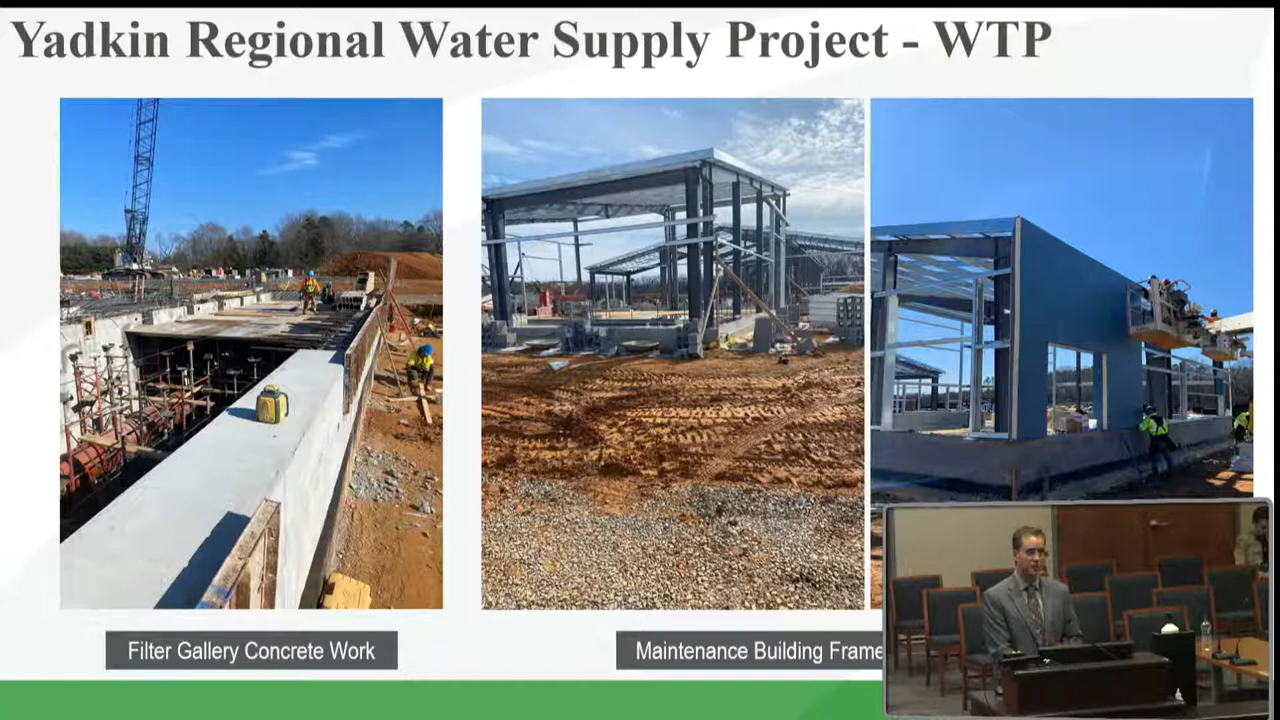 Yadkin Regional Water Supply Project - WTP
Filter Gallery Concrete Work
Maintenance Building Frame